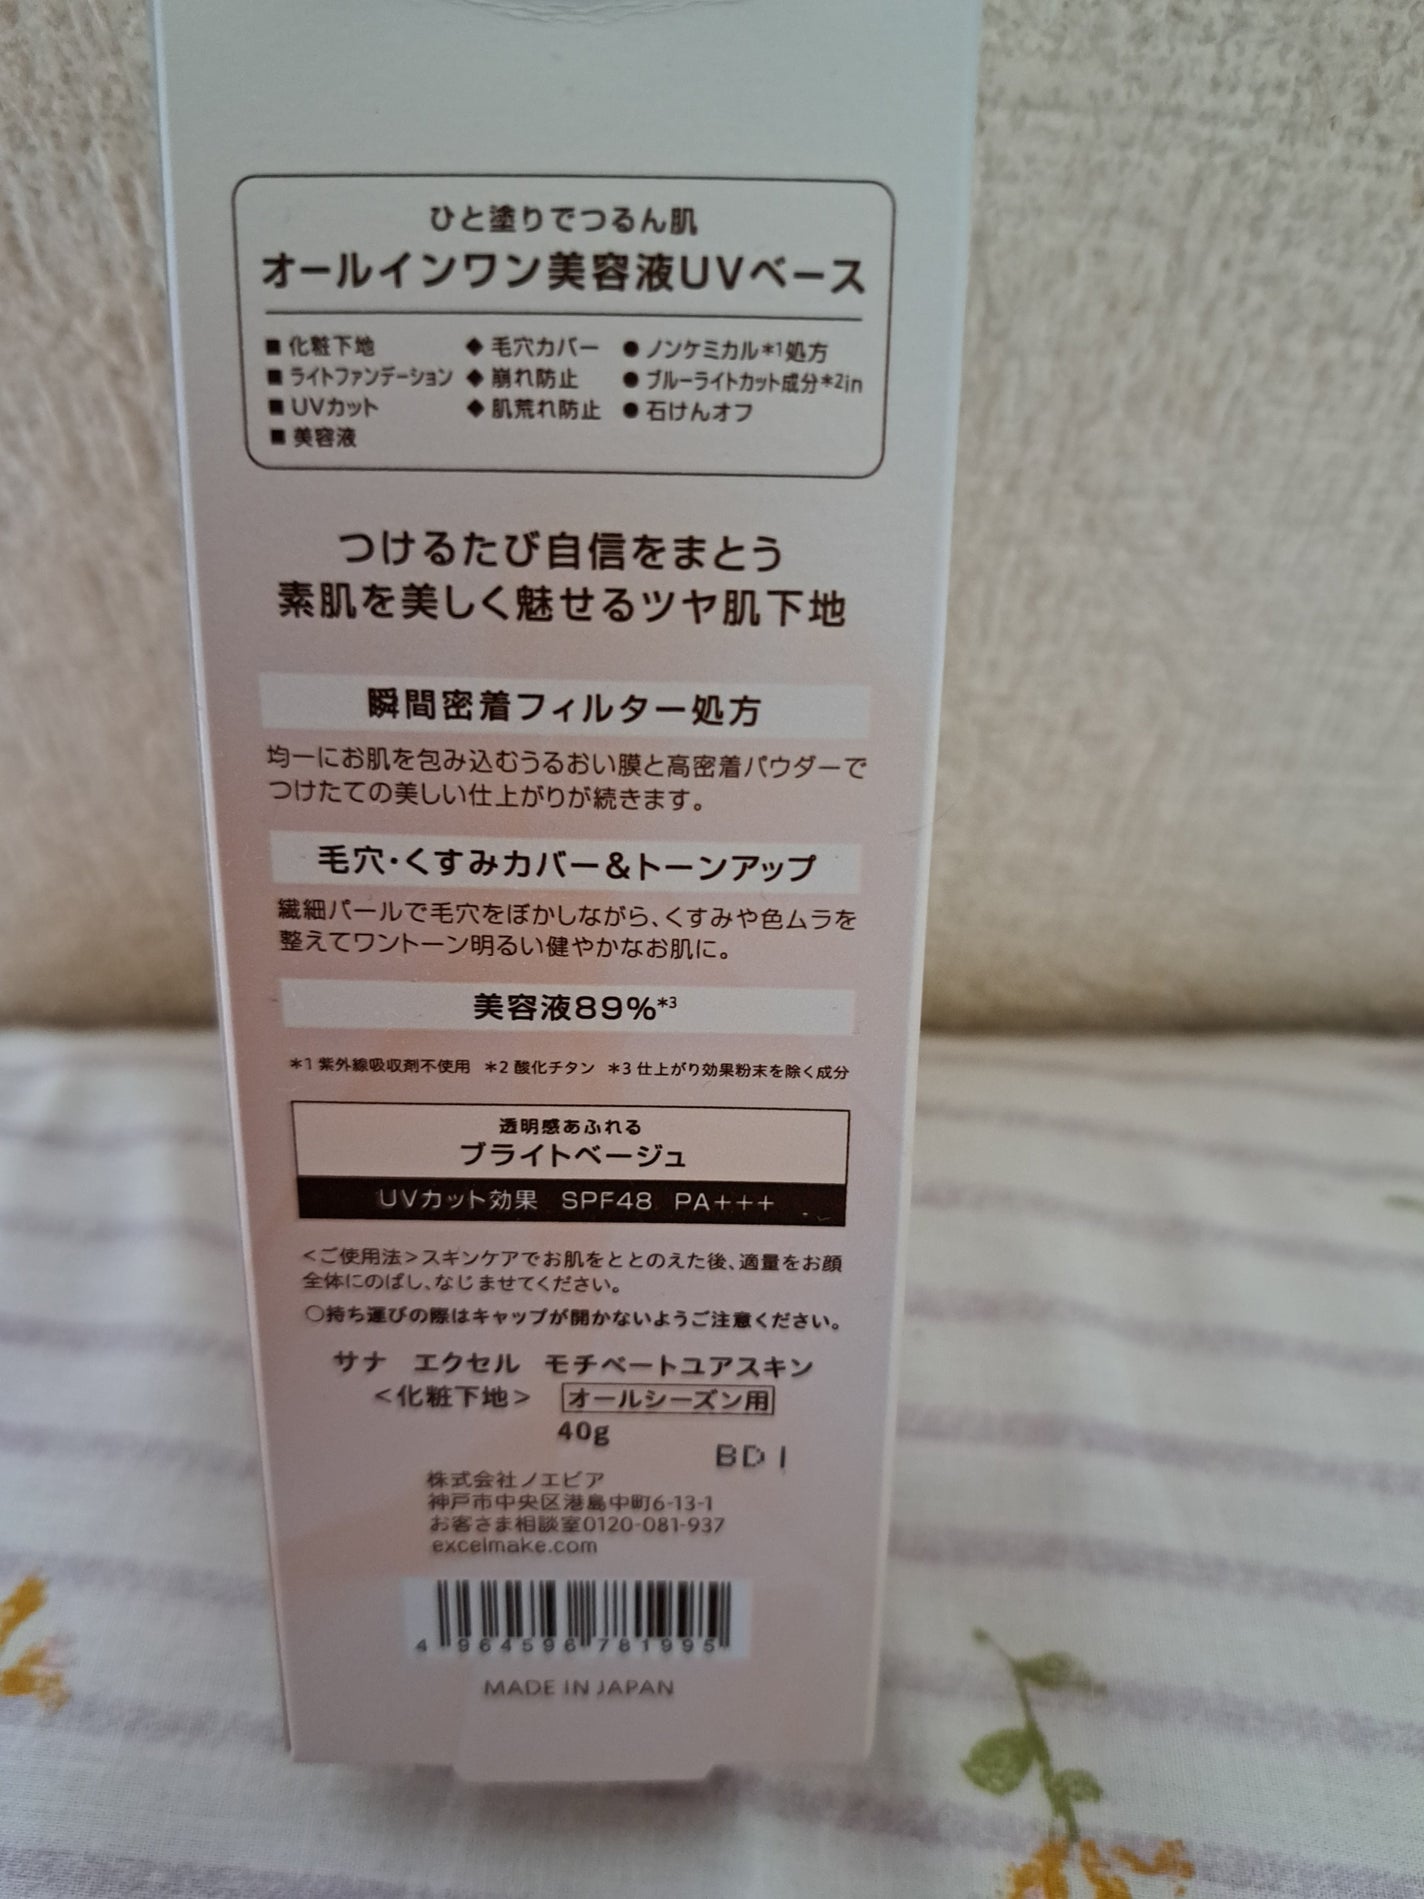 ひと塗りでつるん肌
オールインワン美容液UVベース
■ 化粧下地 ◆ 毛穴カバー ● ノンケミカル*1処方
■ ライトファンデーション ◆ 崩れ防止 ● ブルーライトカット成分*2in
■ UVカット ◆ 肌荒れ防止 ● 石けんオフ
■ 美容液
つけるたび自信をまとう
素肌を美しく魅せるツヤ肌下地
瞬間密着フィルター処方
均一にお肌を包み込むうるおい膜と高密着パウダーで
つけたての美しい仕上がりが続きます。
毛穴・くすみカバー＆トーンアップ
繊細パールで毛穴をぼかしながら、くすみや色ムラを
整えてワントーン明るい健やかなお肌に。
美容液89%*3
*1 紫外線吸収剤不使用 *2 酸化チタン *3 仕上がり効果粉末を除く成分
透明感あふれる
ブライトベージュ
UVカット効果 SPF48 PA+++
＜ご使用法＞スキンケアでお肌をととのえた後、適量をお顔
全体にのばし、なじませてください。
○持ち運びの際はキャップが開かないようご注意ください。
サナ エクセル モチベートユアスキン
＜化粧下地＞ オールシーズン用
40g
BD1
株式会社ノエビア
神戸市中央区港島中町6-13-1
お客さま相談室0120-081-937
excelmake.com
4 964596 781995
MADE IN JAPAN